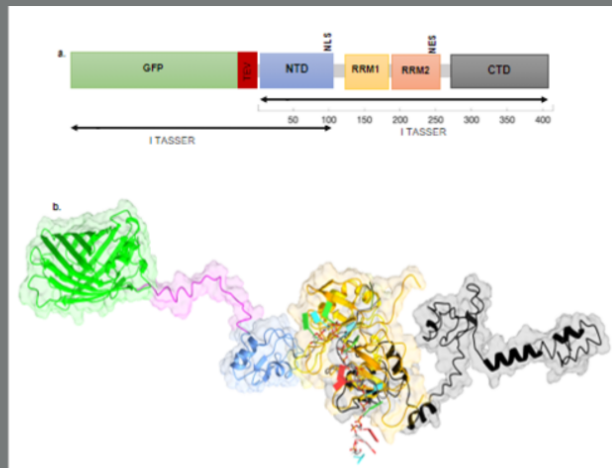 a.
NLS
NES
GFP
TEV
NTD
RRM1
RRM2
CTD
50 100 150 200 250 300 350 400
I TASSER
I TASSER
b.